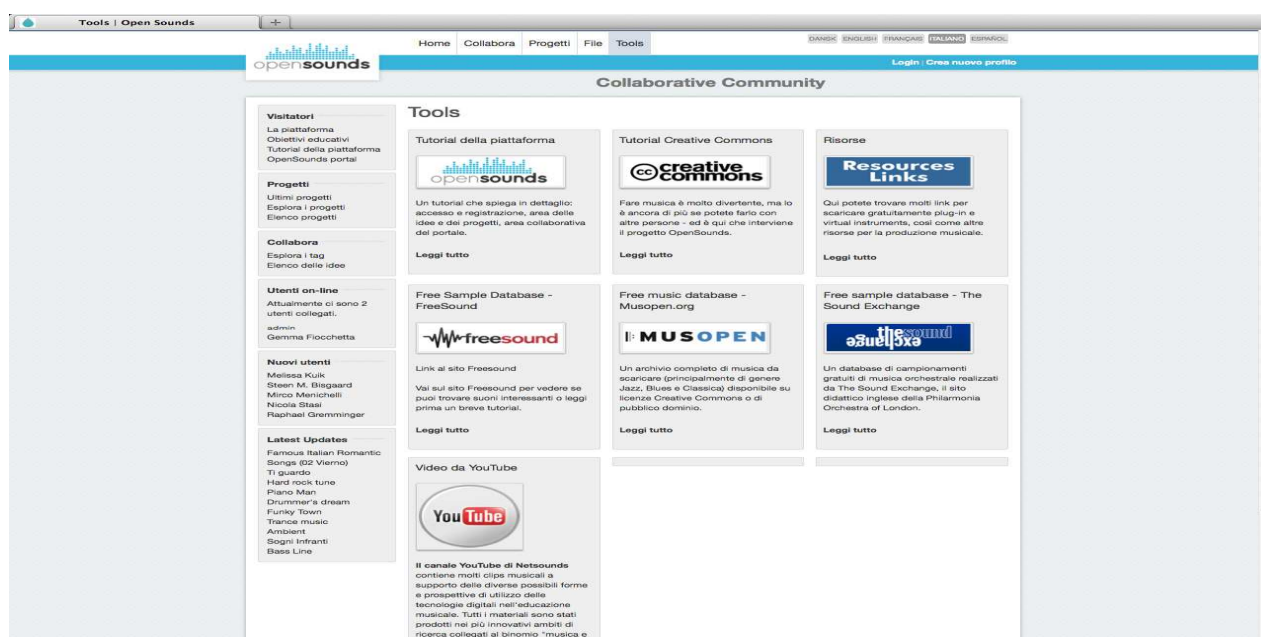 Tools | Open Sounds
Home Collabora Progetti File Tools
DANSK ENGLISH FRANÇAIS ITALIANO ESPAÑOL
opensounds
Login | Crea nuovo profilo
Collaborative Community
Visitatori
La piattaforma
Obiettivi educativi
Tutorial della piattaforma
OpenSounds portal
Progetti
Ultimi progetti
Esplora i progetti
Elenco progetti
Collabora
Esplora i tag
Elenco delle idee
Utenti on-line
Attualmente ci sono 2
utenti collegati.
admin
Gemma Fiocchetta
Nuovi utenti
Melissa Kuik
Steen M. Bisgaard
Mirco Menichelli
Nicola Stasi
Raphael Gremminger
Latest Updates
Famous Italian Romantic
Songs (02 Vierno)
Ti guardo
Hard rock tune
Piano Man
Drummer's dream
Funky Town
Trance music
Ambient
Sogni Infranti
Bass Line
Tools
Tutorial della piattaforma
opensounds
Un tutorial che spiega in dettaglio:
accesso e registrazione, area delle
idee e dei progetti, area collaborativa
del portale.
Leggi tutto
Tutorial Creative Commons
cc creative
commons
Fare musica è molto divertente, ma lo
è ancora di più se potete farlo con
altre persone - ed è qui che interviene
il progetto OpenSounds.
Leggi tutto
Risorse
Resources
Links
Qui potete trovare molti link per
scaricare gratuitamente plug-in e
virtual instruments, così come altre
risorse per la produzione musicale.
Leggi tutto
Free Sample Database -
FreeSound
freesound
Link al sito Freesound
Vai sul sito Freesound per vedere se
puoi trovare suoni interessanti o leggi
prima un breve tutorial.
Leggi tutto
Free music database -
Musopen.org
MUSOPEN
Un archivio completo di musica da
scaricare (principalmente di genere
Jazz, Blues e Classica) disponibile su
licenze Creative Commons o di
pubblico dominio.
Leggi tutto
Free sample database - The
Sound Exchange
thesound
exchange
Un database di campionamenti
gratuiti di musica orchestrale realizzati
da The Sound Exchange, il sito
didattico inglese della Philarmonia
Orchestra of London.
Leggi tutto
Video da YouTube
YouTube
Il canale YouTube di Netsounds
contiene molti clips musicali a
supporto delle diverse possibili forme
e prospettive di utilizzo delle
tecnologie digitali nell'educazione
musicale. Tutti i materiali sono stati
prodotti nei più innovativi ambiti di
ricerca collegati al binomio "musica e